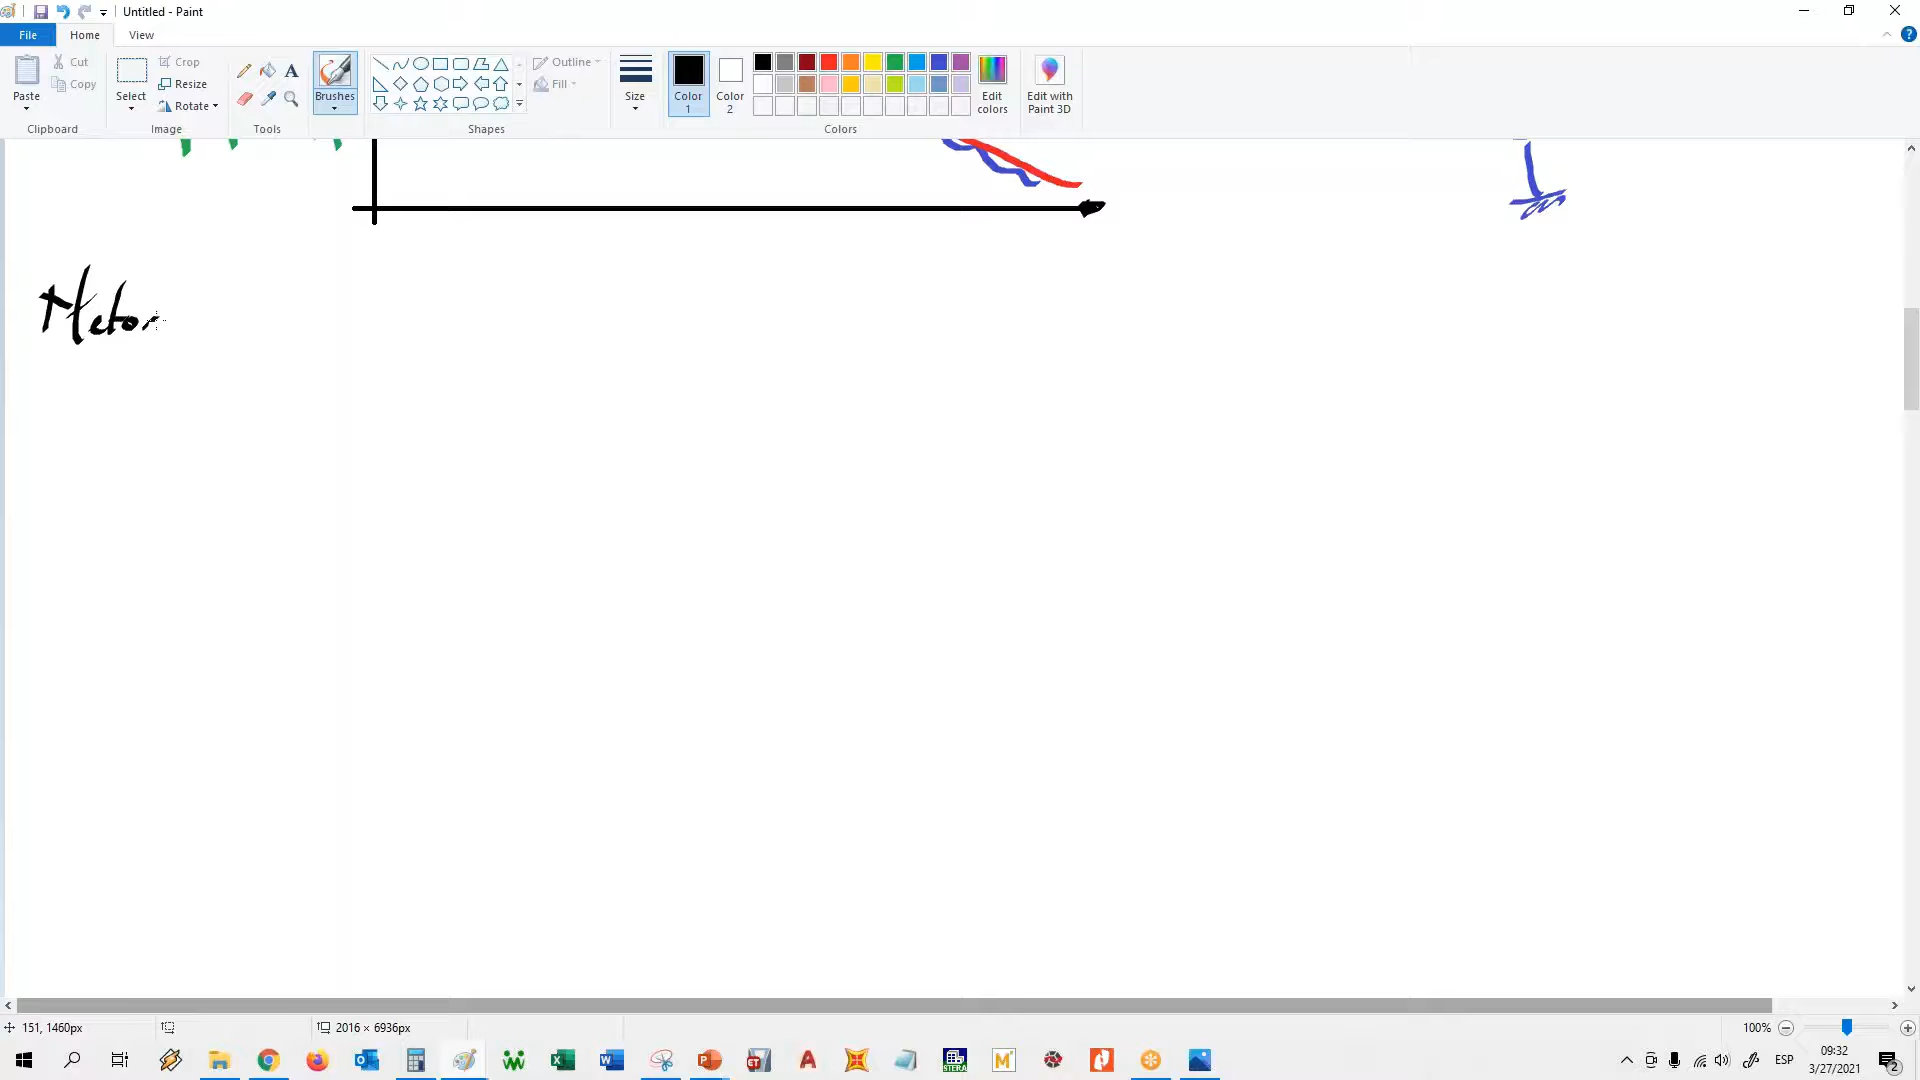 Untitled - Paint
File Home View
Paste
Cut
Copy
Clipboard
Select
Crop
Resize
Rotate
Image
Tools
Brushes
Shapes
Outline
Fill
Size
Color 1
Color 2
Colors
Edit colors
Edit with Paint 3D
151, 1460px
2016 × 6936px
100%
ESP
09:32
3/27/2021
2